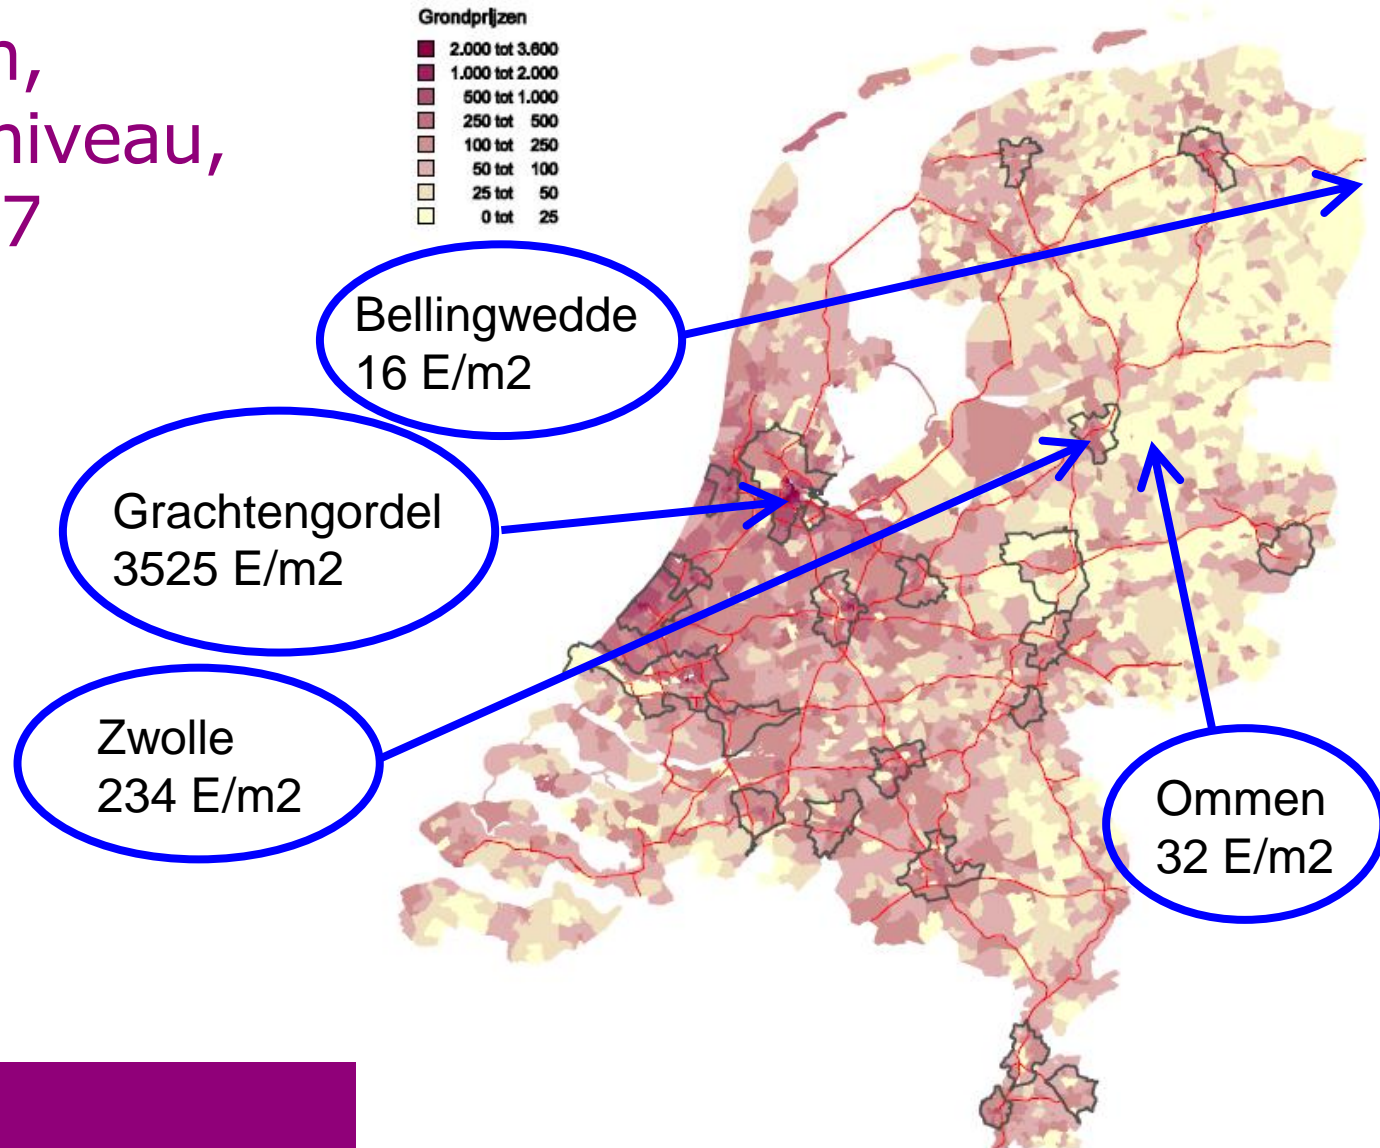 n,
niveau,
7
Grondprijzen
2.000 tot 3.600
1.000 tot 2.000
500 tot 1.000
250 tot 500
100 tot 250
50 tot 100
25 tot 50
0 tot 25
Bellingwedde
16 E/m2
Grachtengordel
3525 E/m2
Zwolle
234 E/m2
Ommen
32 E/m2